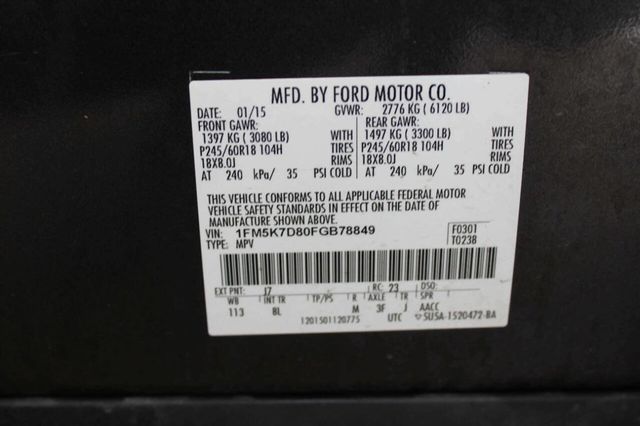 MFD. BY FORD MOTOR CO.
DATE: 01/15 GVWR: 2776 KG ( 6120 LB)
FRONT GAWR: REAR GAWR:
1397 KG ( 3080 LB) WITH 1497 KG ( 3300 LB) WITH
P245/60R18 104H TIRES P245/60R18 104H TIRES
18X8.0J RIMS 18X8.0J RIMS
AT 240 kPa/ 35 PSI COLD AT 240 kPa/ 35 PSI COLD
THIS VEHICLE CONFORMS TO ALL APPLICABLE FEDERAL MOTOR
VEHICLE SAFETY STANDARDS IN EFFECT ON THE DATE OF
MANUFACTURE SHOWN ABOVE.
VIN: 1FM5K7D80FGB78849 F0301
TYPE: MPV T0238
EXT PNT: J7 RC: 23 DSO:
WB INT TR TP/PS R AXLE TR SPR
113 8L M 3F J AACC
1201501120775 UTC 5U5A-1520472-BA